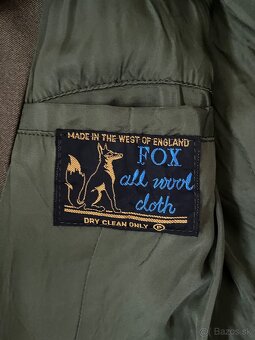 MADE IN THE WEST OF ENGLAND
FOX
all wool
cloth
DRY CLEAN ONLY Ⓟ
Bazos.sk